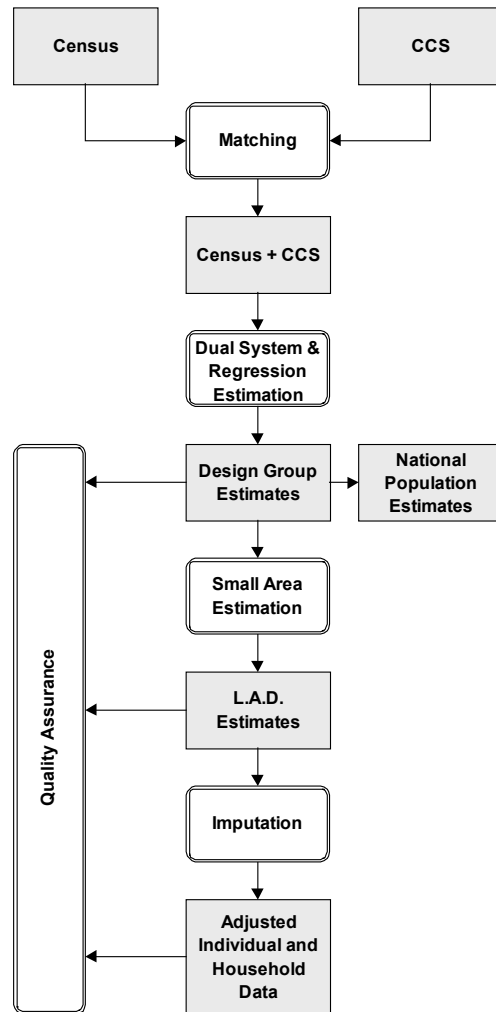 Census
CCS
Matching
Census + CCS
Dual System &
Regression
Estimation
Design Group
Estimates
National
Population
Estimates
Small Area
Estimation
Quality Assurance
L.A.D.
Estimates
Imputation
Adjusted
Individual and
Household
Data